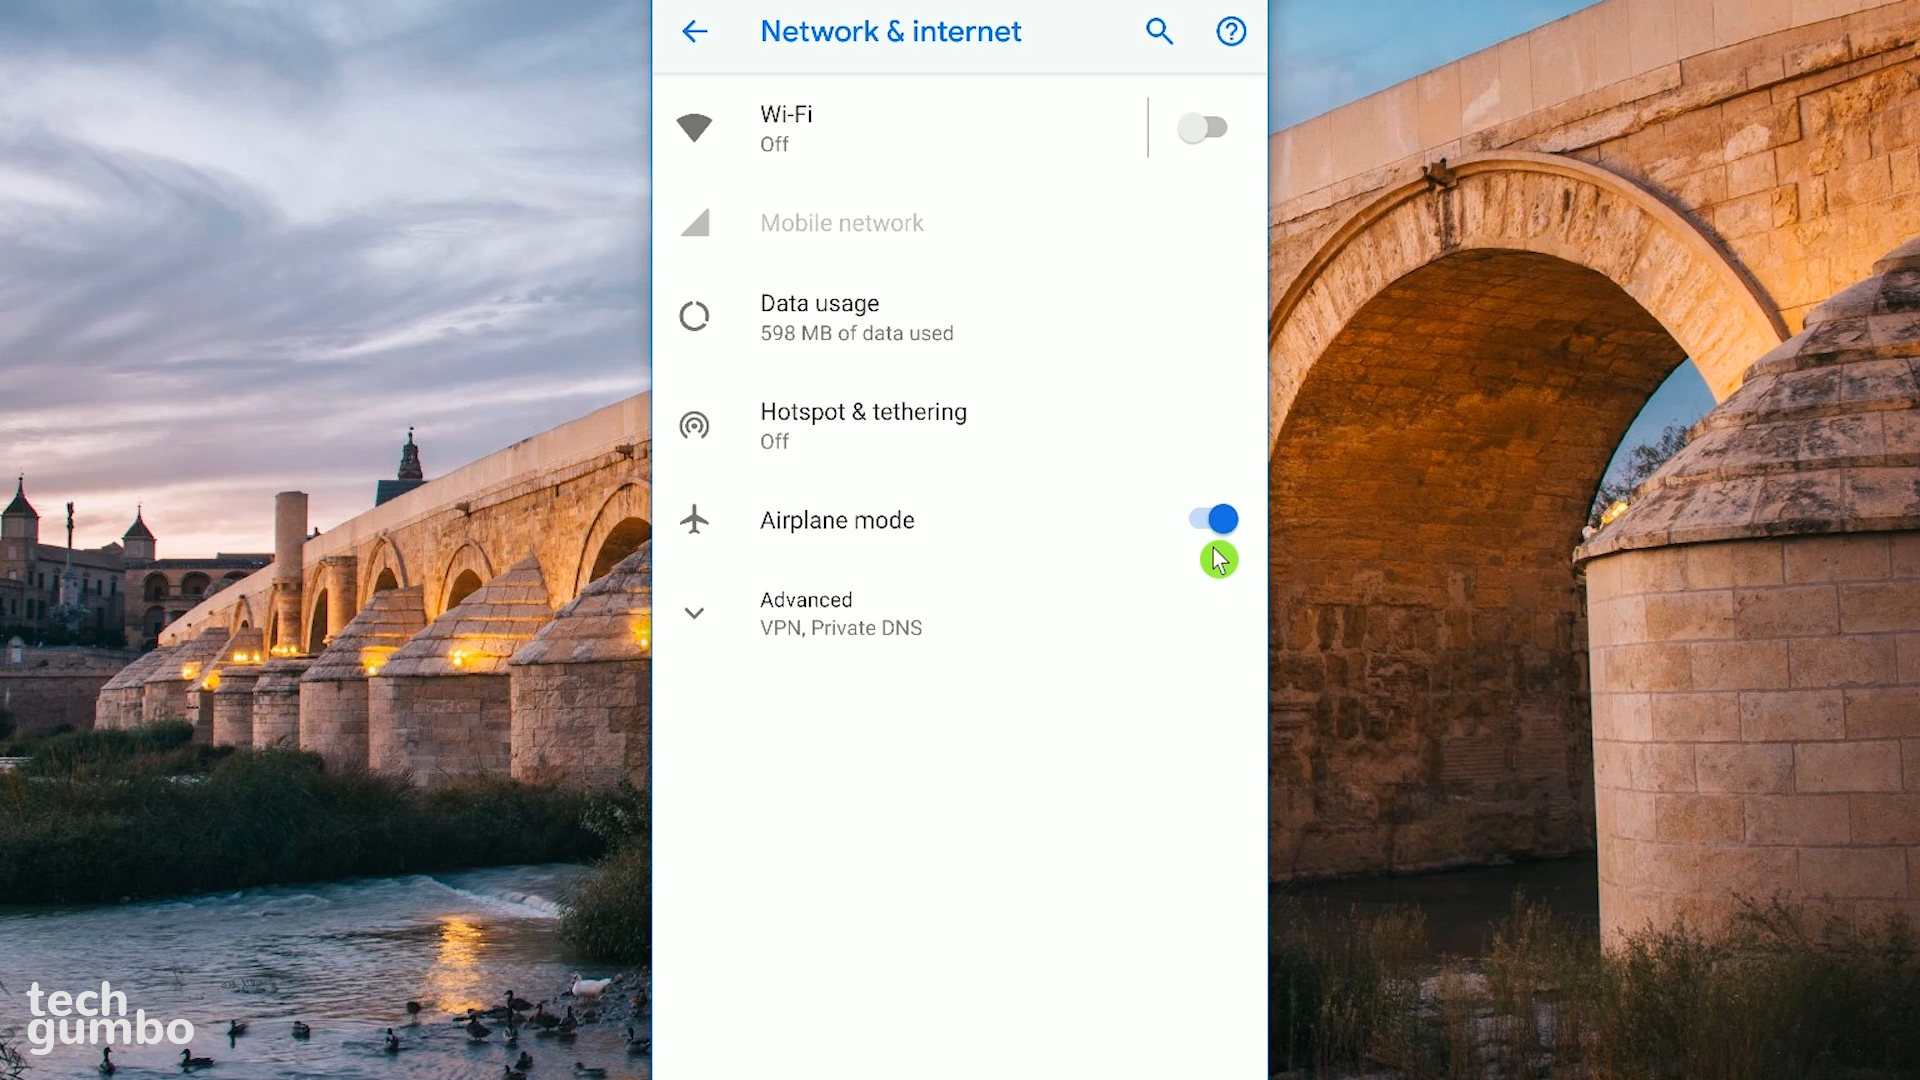 Network & internet
Wi-Fi
Off
Mobile network
Data usage
598 MB of data used
Hotspot & tethering
Off
Airplane mode
Advanced
VPN, Private DNS
tech
gumbo